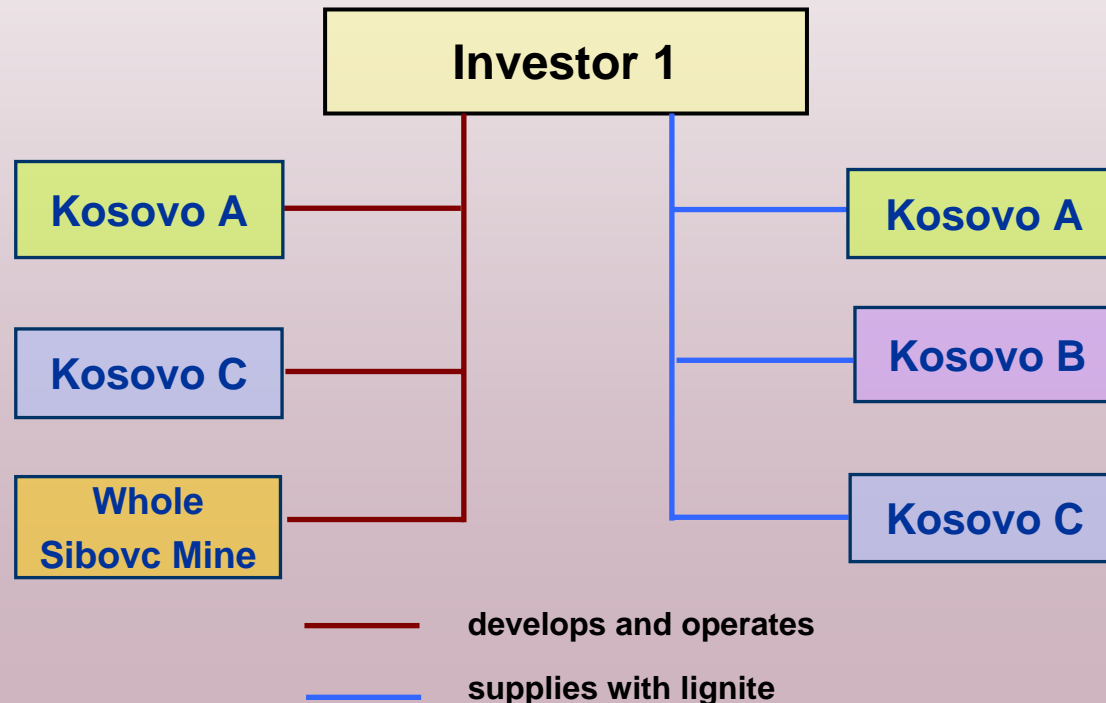 Investor 1
Kosovo A
Kosovo A
Kosovo C
Kosovo B
Whole
Sibovc Mine
Kosovo C
develops and operates
supplies with lignite